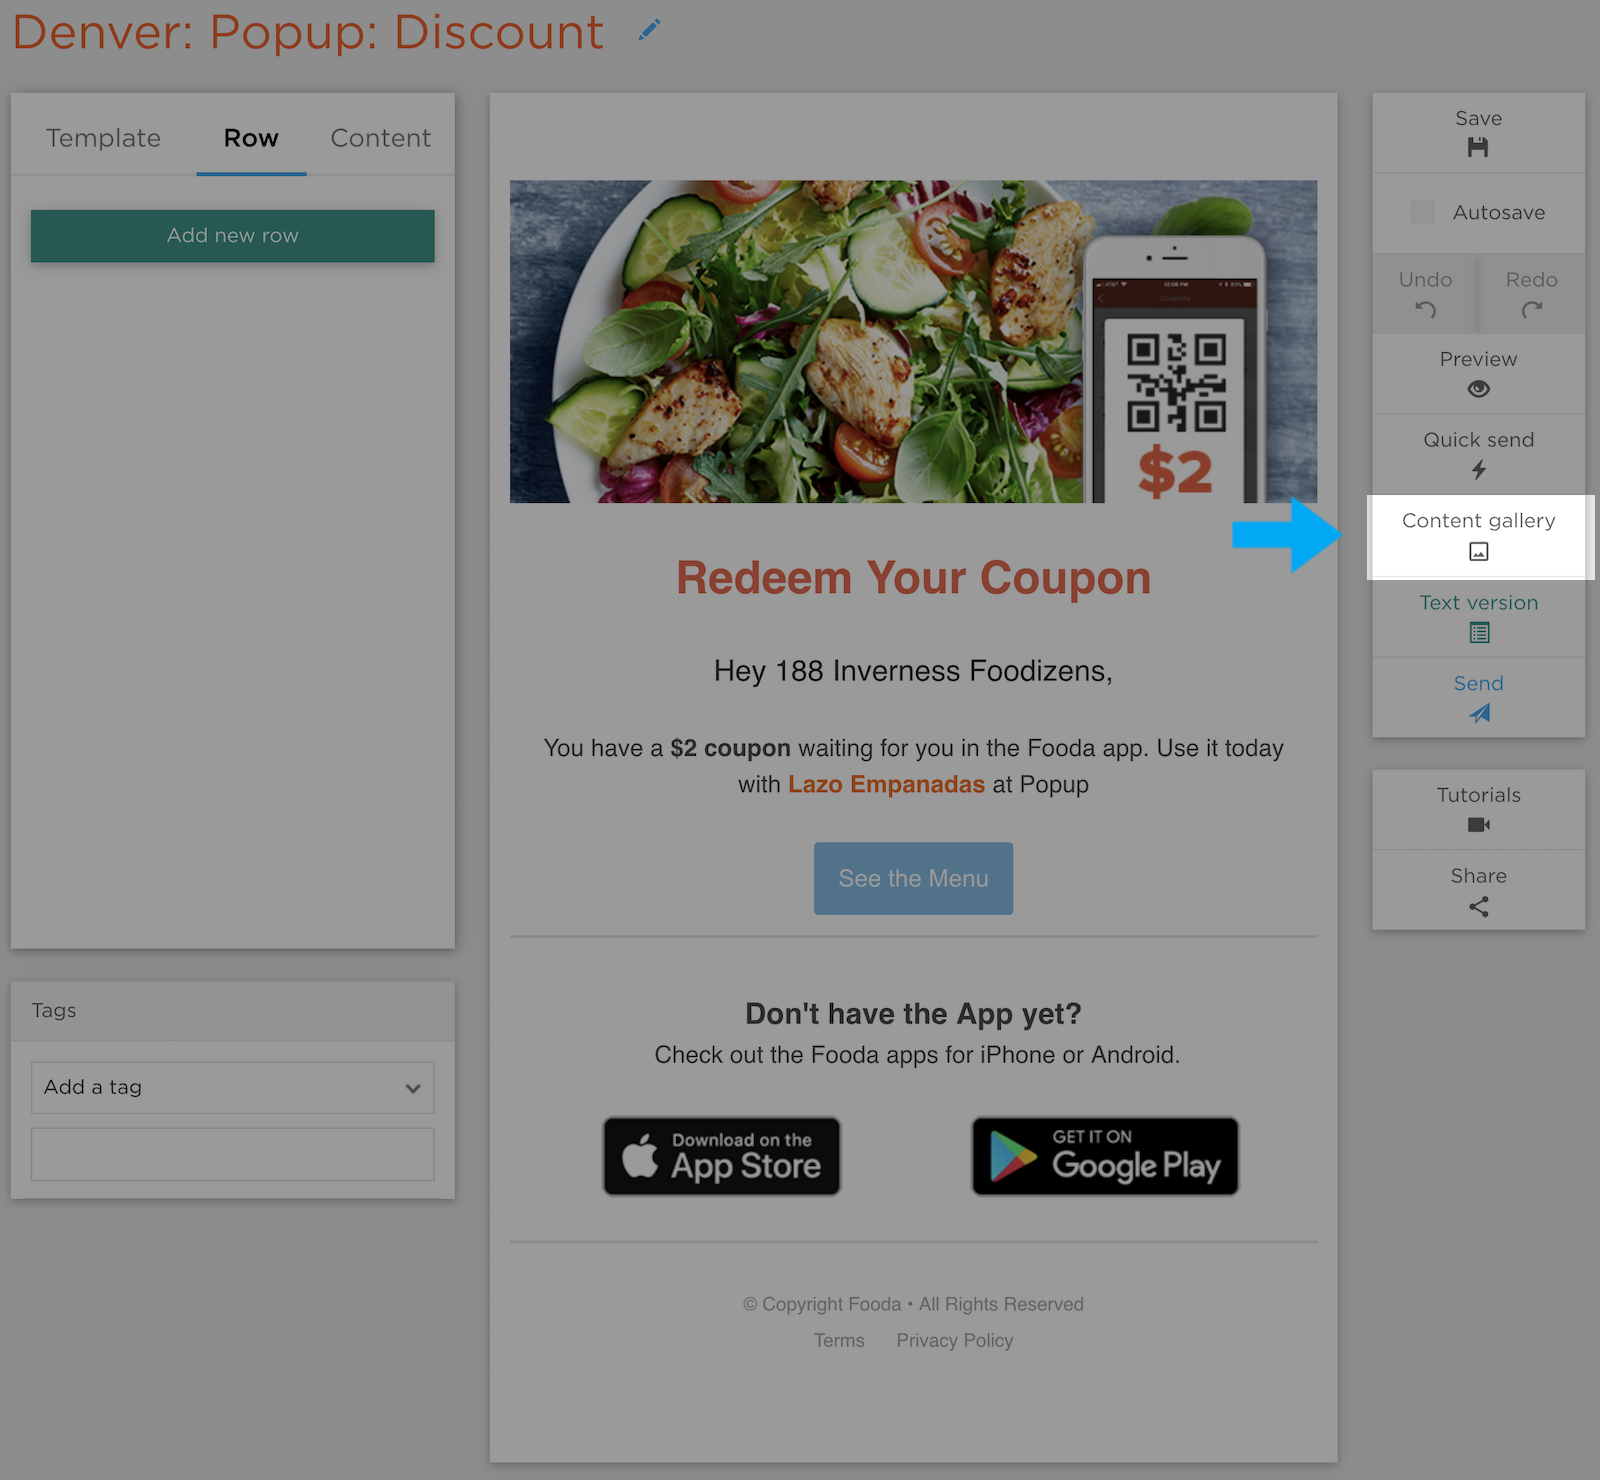 Denver: Popup: Discount
Template Row Content
Add new row
Tags
Add a tag
12:08 PM
Coupons
$2
Redeem Your Coupon
Hey 188 Inverness Foodizens,
You have a $2 coupon waiting for you in the Fooda app. Use it today
with Lazo Empanadas at Popup
See the Menu
Don't have the App yet?
Check out the Fooda apps for iPhone or Android.
Download on the
App Store
GET IT ON
Google Play
© Copyright Fooda • All Rights Reserved
Terms Privacy Policy
Save
Autosave
Undo Redo
Preview
Quick send
Content gallery
Text version
Send
Tutorials
Share